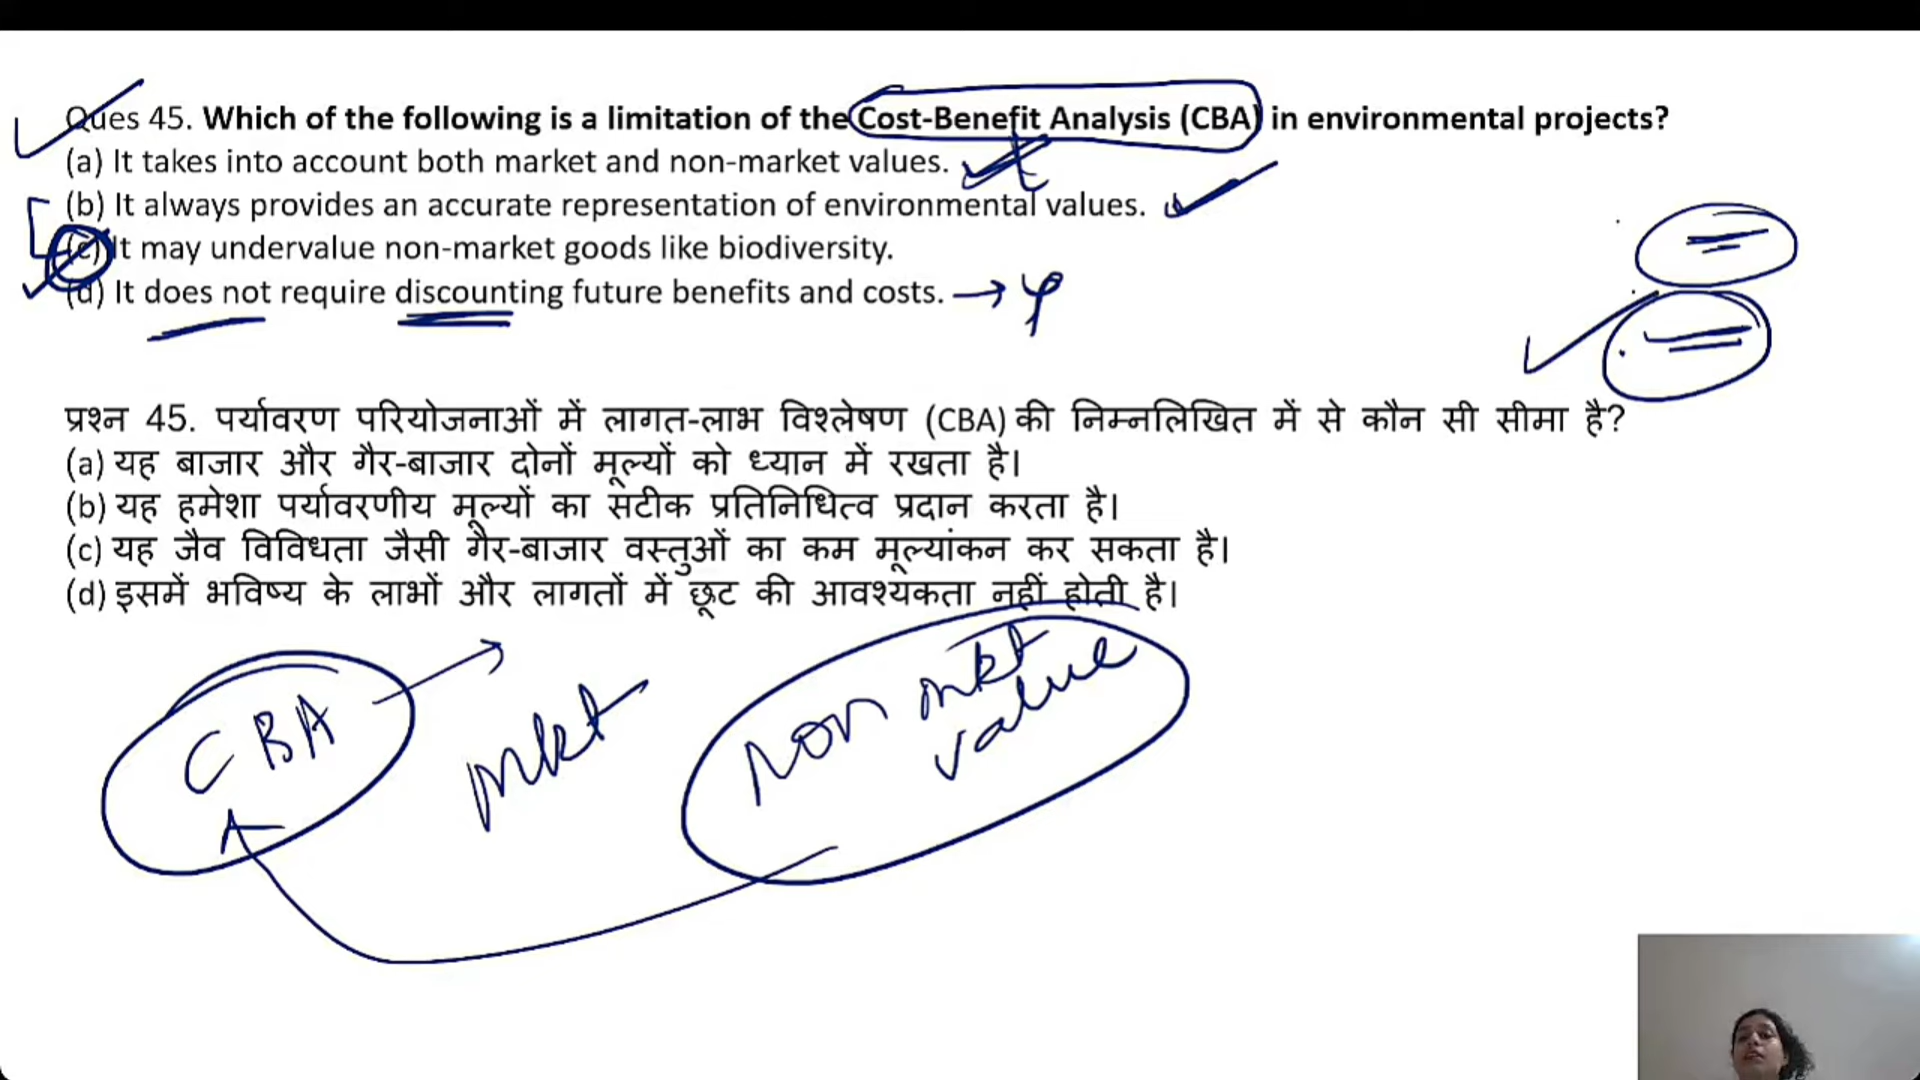 Ques 45. Which of the following is a limitation of the Cost-Benefit Analysis (CBA) in environmental projects?
(a) It takes into account both market and non-market values.
(b) It always provides an accurate representation of environmental values.
(c) It may undervalue non-market goods like biodiversity.
(d) It does not require discounting future benefits and costs.
प्रश्न 45. पर्यावरण परियोजनाओं में लागत-लाभ विश्लेषण (CBA) की निम्नलिखित में से कौन सी सीमा है?
(a) यह बाजार और गैर-बाजार दोनों मूल्यों को ध्यान में रखता है।
(b) यह हमेशा पर्यावरणीय मूल्यों का सटीक प्रतिनिधित्व प्रदान करता है।
(c) यह जैव विविधता जैसी गैर-बाजार वस्तुओं का कम मूल्यांकन कर सकता है।
(d) इसमें भविष्य के लाभों और लागतों में छूट की आवश्यकता नहीं होती है।
CBA
mkt
Non mkt
value